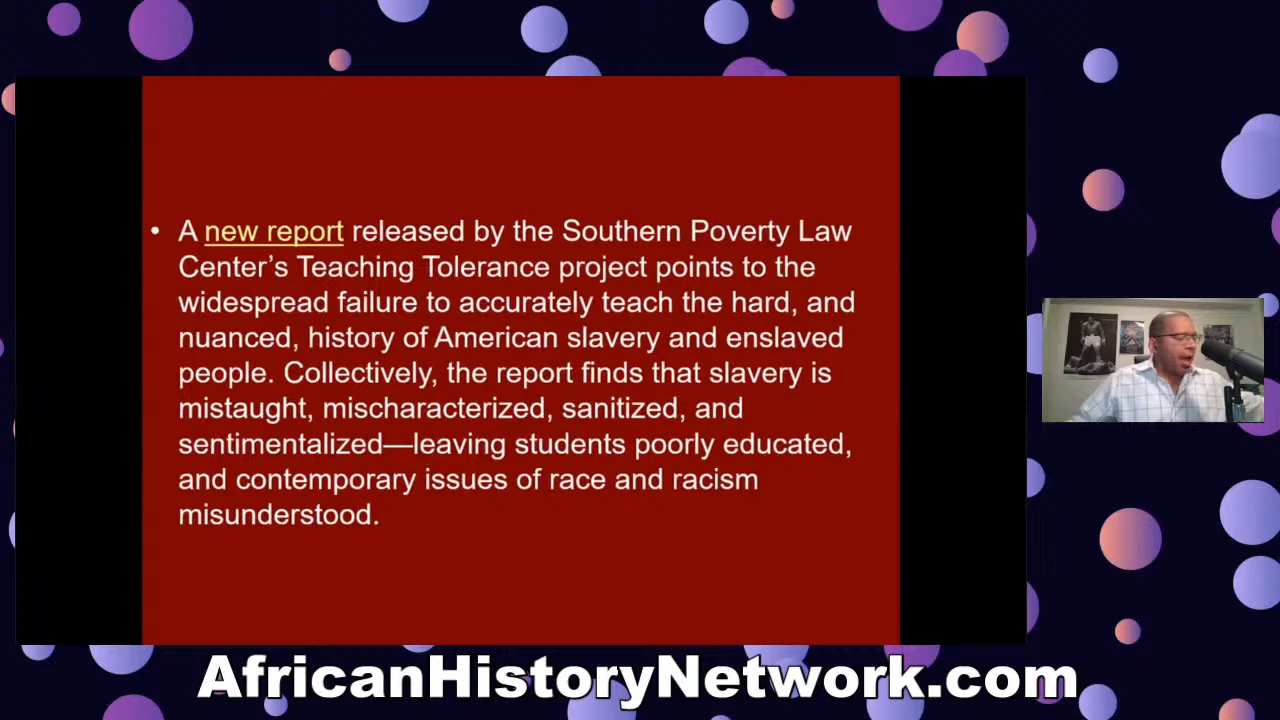 • A new report released by the Southern Poverty Law
Center’s Teaching Tolerance project points to the
widespread failure to accurately teach the hard, and
nuanced, history of American slavery and enslaved
people. Collectively, the report finds that slavery is
mistaught, mischaracterized, sanitized, and
sentimentalized—leaving students poorly educated,
and contemporary issues of race and racism
misunderstood.
AfricanHistoryNetwork.com